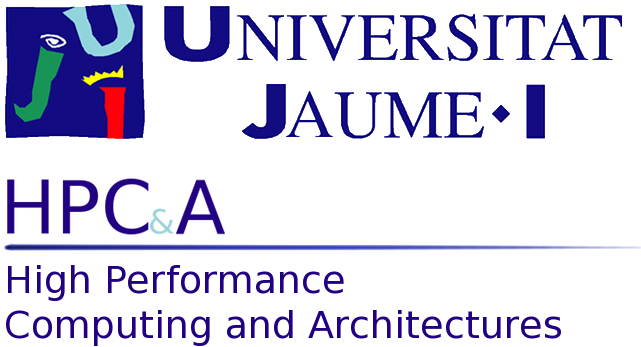 UNIVERSITAT
JAUME·I
HPC&A
High Performance
Computing and Architectures